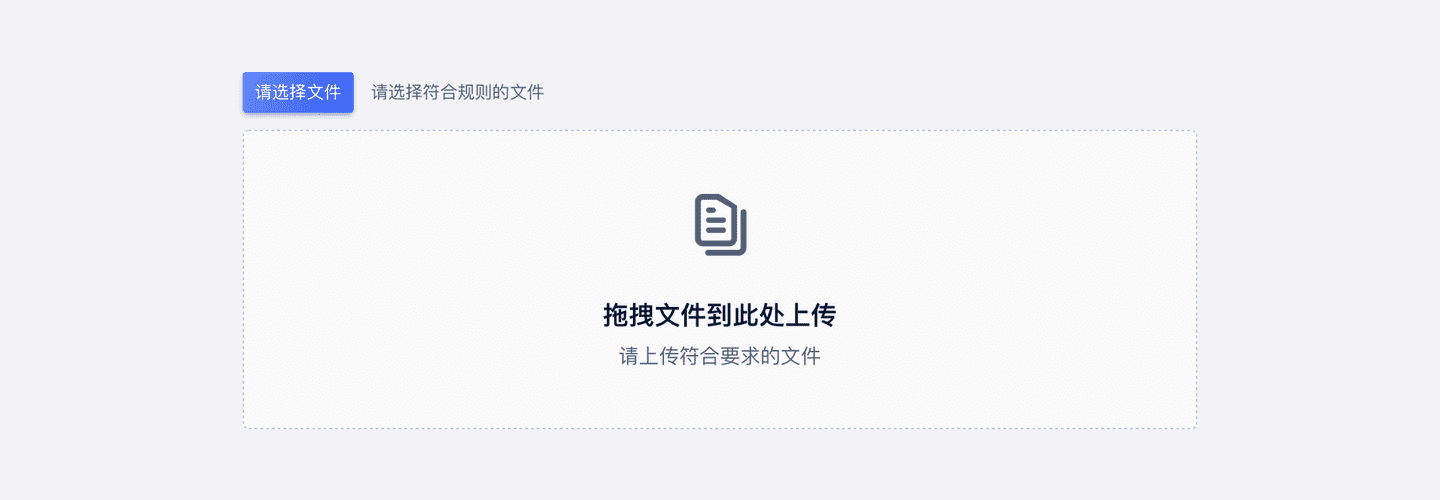 请选择文件
请选择符合规则的文件
拖拽文件到此处上传
请上传符合要求的文件